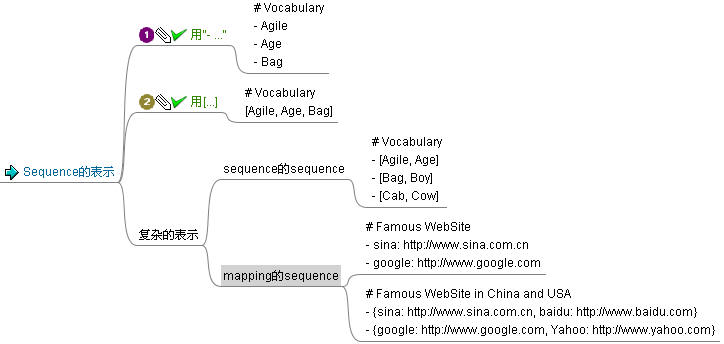 Sequence的表示
1 用"- ..."
# Vocabulary
- Agile
- Age
- Bag
2 用[...]
# Vocabulary
[Agile, Age, Bag]
复杂的表示
sequence的sequence
# Vocabulary
- [Agile, Age]
- [Bag, Boy]
- [Cab, Cow]
mapping的sequence
# Famous WebSite
- sina: http://www.sina.com.cn
- google: http://www.google.com
# Famous WebSite in China and USA
- {sina: http://www.sina.com.cn, baidu: http://www.baidu.com}
- {google: http://www.google.com, Yahoo: http://www.yahoo.com}